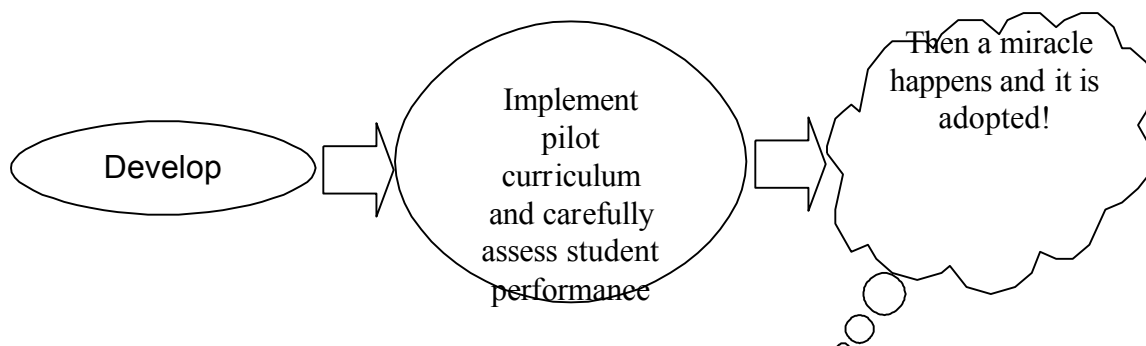 Develop
Implement
pilot
curriculum
and carefully
assess student
performance
Then a miracle
happens and it is
adopted!